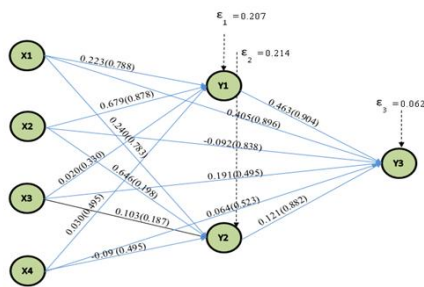 ε1 = 0.207
ε2 = 0.214
X1
0.223(0.788)
Y1
0.463(0.904)
0.405(0.896)
ε3 = 0.062
X2
0.679(0.878)
0.240(0.783)
-0.092(0.838)
Y3
0.020(0.330)
0.191(0.495)
X3
0.646(0.198)
0.030(0.495)
0.103(0.187)
0.064(0.523)
0.121(0.882)
Y2
X4
-0.09(0.495)